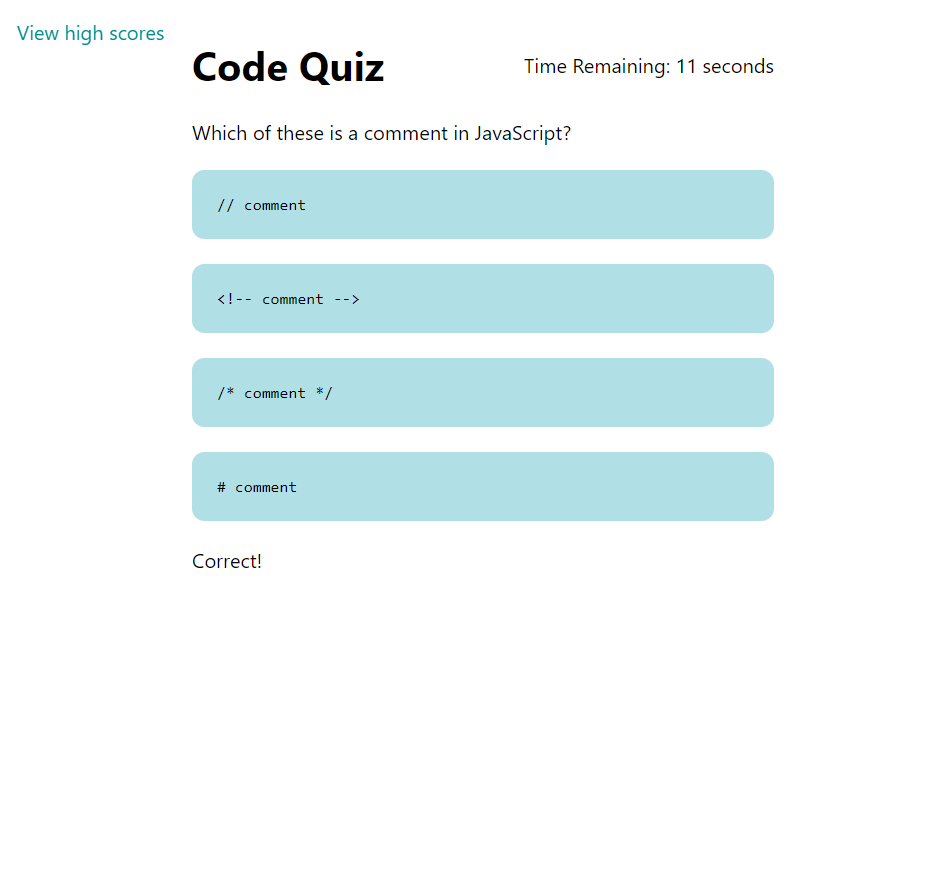 View high scores
Code Quiz
Time Remaining: 11 seconds
Which of these is a comment in JavaScript?
// comment
<!-- comment -->
/* comment */
# comment
Correct!